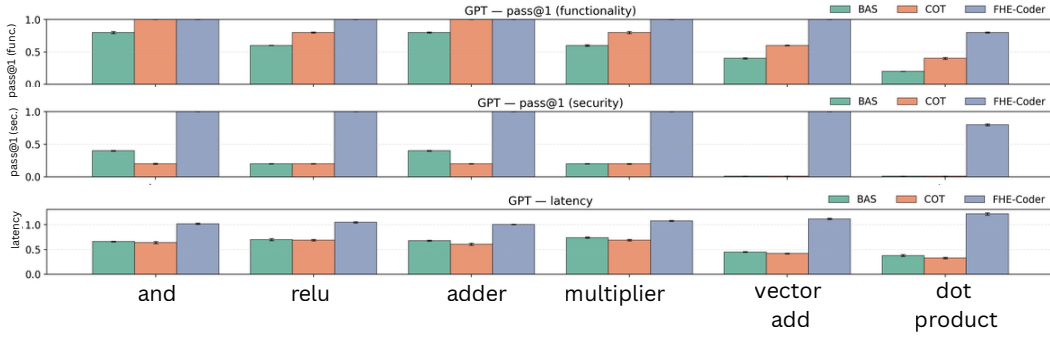 GPT — pass@1 (functionality)
BAS COT FHE-Coder
pass@1 (func.)
1.0
0.5
0.0
GPT — pass@1 (security)
BAS COT FHE-Coder
pass@1 (sec.)
1.0
0.5
0.0
GPT — latency
BAS COT FHE-Coder
latency
1.0
0.5
0.0
and relu adder multiplier vector add dot product